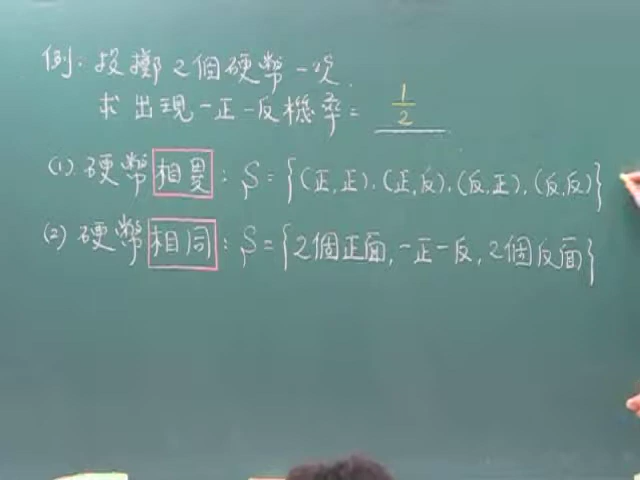 例：投擲2個硬幣一次.
求出現一正一反機率= 1/2
(1) 硬幣相異：S={(正,正),(正,反),(反,正),(反,反)}
(2) 硬幣相同：S={2個正面,一正一反,2個反面}